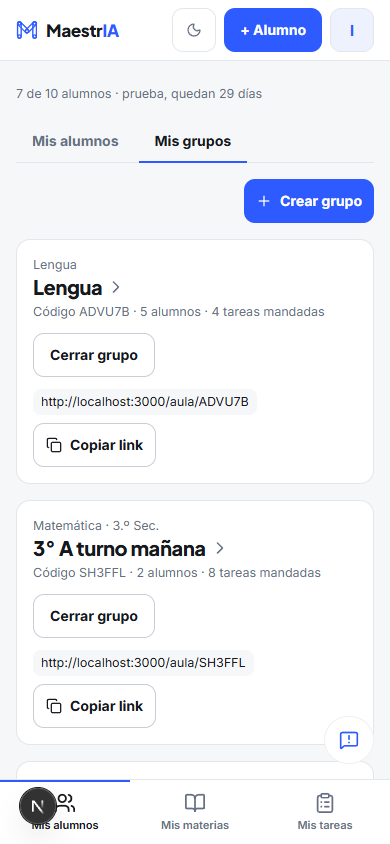 MaestrIA
+ Alumno
I
7 de 10 alumnos · prueba, quedan 29 días
Mis alumnos
Mis grupos
+ Crear grupo
Lengua
Lengua >
Código ADVU7B · 5 alumnos · 4 tareas mandadas
Cerrar grupo
http://localhost:3000/aula/ADVU7B
Copiar link
Matemática · 3.º Sec.
3° A turno mañana >
Código SH3FFL · 2 alumnos · 8 tareas mandadas
Cerrar grupo
http://localhost:3000/aula/SH3FFL
Copiar link
N
Mis alumnos
Mis materias
Mis tareas